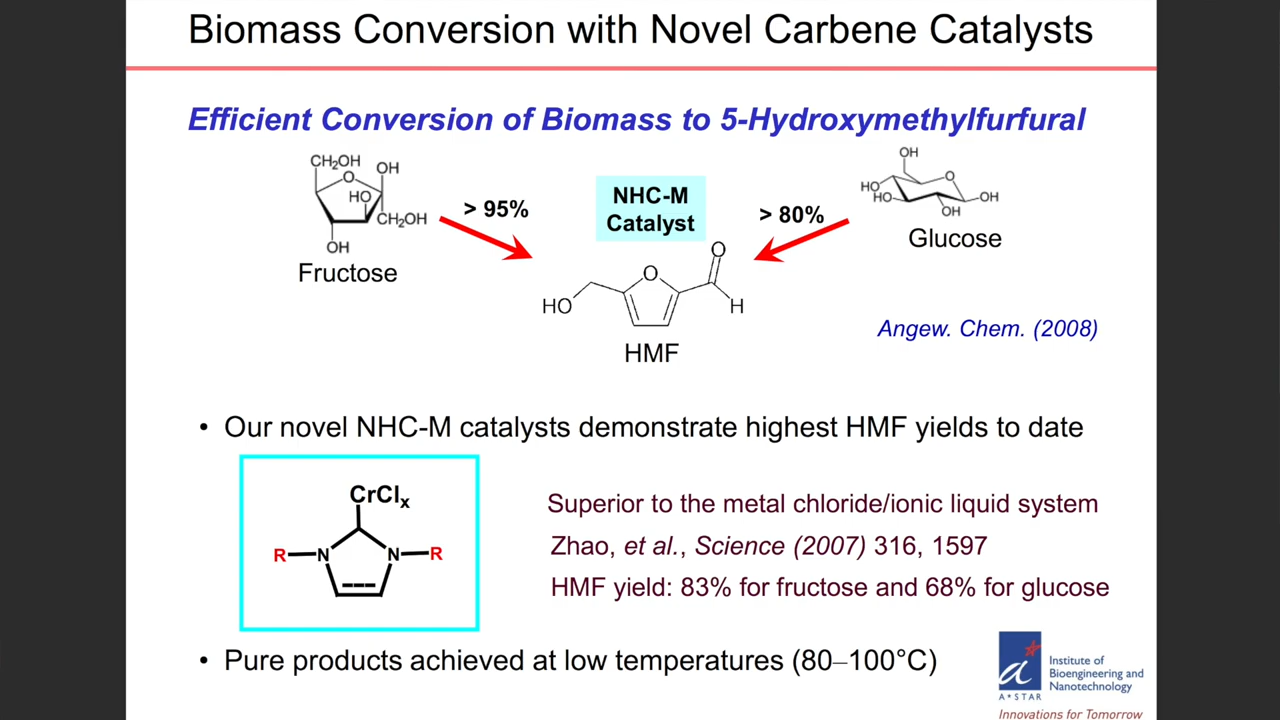 Biomass Conversion with Novel Carbene Catalysts
Efficient Conversion of Biomass to 5-Hydroxymethylfurfural
CH₂OH
OH
O
HO
CH₂OH
OH
Fructose
> 95%
NHC-M
Catalyst
> 80%
OH
O
HO
HO
OH
OH
Glucose
O
O
HO
H
HMF
Angew. Chem. (2008)
• Our novel NHC-M catalysts demonstrate highest HMF yields to date
CrClₓ
R
N
N
R
Superior to the metal chloride/ionic liquid system
Zhao, et al., Science (2007) 316, 1597
HMF yield: 83% for fructose and 68% for glucose
• Pure products achieved at low temperatures (80–100°C)
a
A★STAR
Institute of
Bioengineering and
Nanotechnology
Innovations for Tomorrow